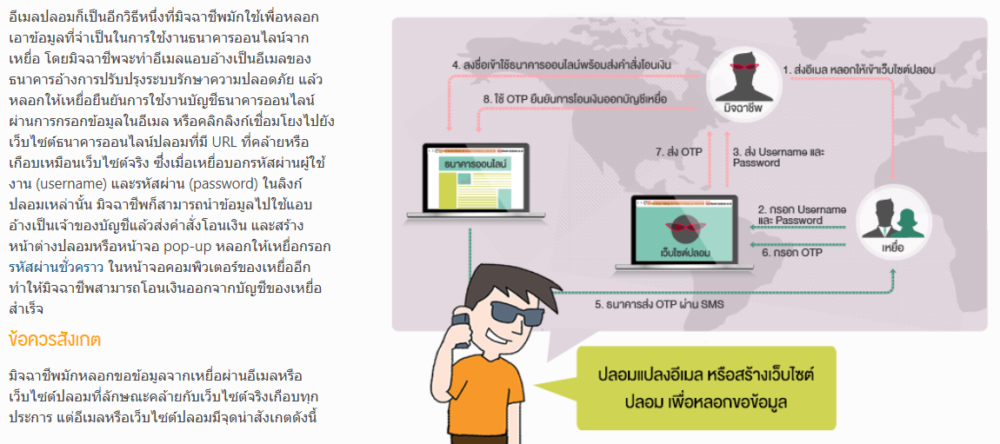 อีเมลปลอมก็เป็นอีกวิธีหนึ่งที่มิจฉาชีพมักใช้เพื่อหลอก
เอาข้อมูลที่จำเป็นในการใช้งานธนาคารออนไลน์จาก
เหยื่อ โดยมิจฉาชีพจะทำอีเมลแอบอ้างเป็นอีเมลของ
ธนาคารอ้างการปรับปรุงระบบรักษาความปลอดภัย แล้ว
หลอกให้เหยื่อยืนยันการใช้งานบัญชีธนาคารออนไลน์
ผ่านการกรอกข้อมูลในอีเมล หรือคลิกลิงก์เชื่อมโยงไปยัง
เว็บไซต์ธนาคารออนไลน์ปลอมที่มี URL ที่คล้ายหรือ
เกือบเหมือนเว็บไซต์จริง ซึ่งเมื่อเหยื่อบอกรหัสผ่านผู้ใช้
งาน (username) และรหัสผ่าน (password) ในลิงก์
ปลอมเหล่านั้น มิจฉาชีพก็สามารถนำข้อมูลไปใช้แอบ
อ้างเป็นเจ้าของบัญชีแล้วส่งคำสั่งโอนเงิน และสร้าง
หน้าต่างปลอมหรือหน้าจอ pop-up หลอกให้เหยื่อกรอก
รหัสผ่านชั่วคราว ในหน้าจอคอมพิวเตอร์ของเหยื่ออีก
ทำให้มิจฉาชีพสามารถโอนเงินออกจากบัญชีของเหยื่อ
สำเร็จ
ข้อควรสังเกต
มิจฉาชีพมักหลอกขอข้อมูลจากเหยื่อผ่านอีเมลหรือ
เว็บไซต์ปลอมที่ลักษณะคล้ายกับเว็บไซต์จริงเกือบทุก
ประการ แต่อีเมลหรือเว็บไซต์ปลอมมีจุดน่าสังเกตดังนี้
4. ลงชื่อเข้าใช้ธนาคารออนไลน์พร้อมส่งคำสั่งโอนเงิน
1. ส่งอีเมล หลอกให้เข้าเว็บไซต์ปลอม
8. ใช้ OTP ยืนยันการโอนเงินออกบัญชีเหยื่อ
มิจฉาชีพ
7. ส่ง OTP
3. ส่ง Username และ
Password
ธนาคารออนไลน์
2. กรอก Username
และ Password
เว็บไซต์ปลอม
6. กรอก OTP
เหยื่อ
5. ธนาคารส่ง OTP ผ่าน SMS
ปลอมแปลงอีเมล หรือสร้างเว็บไซต์
ปลอม เพื่อหลอกขอข้อมูล